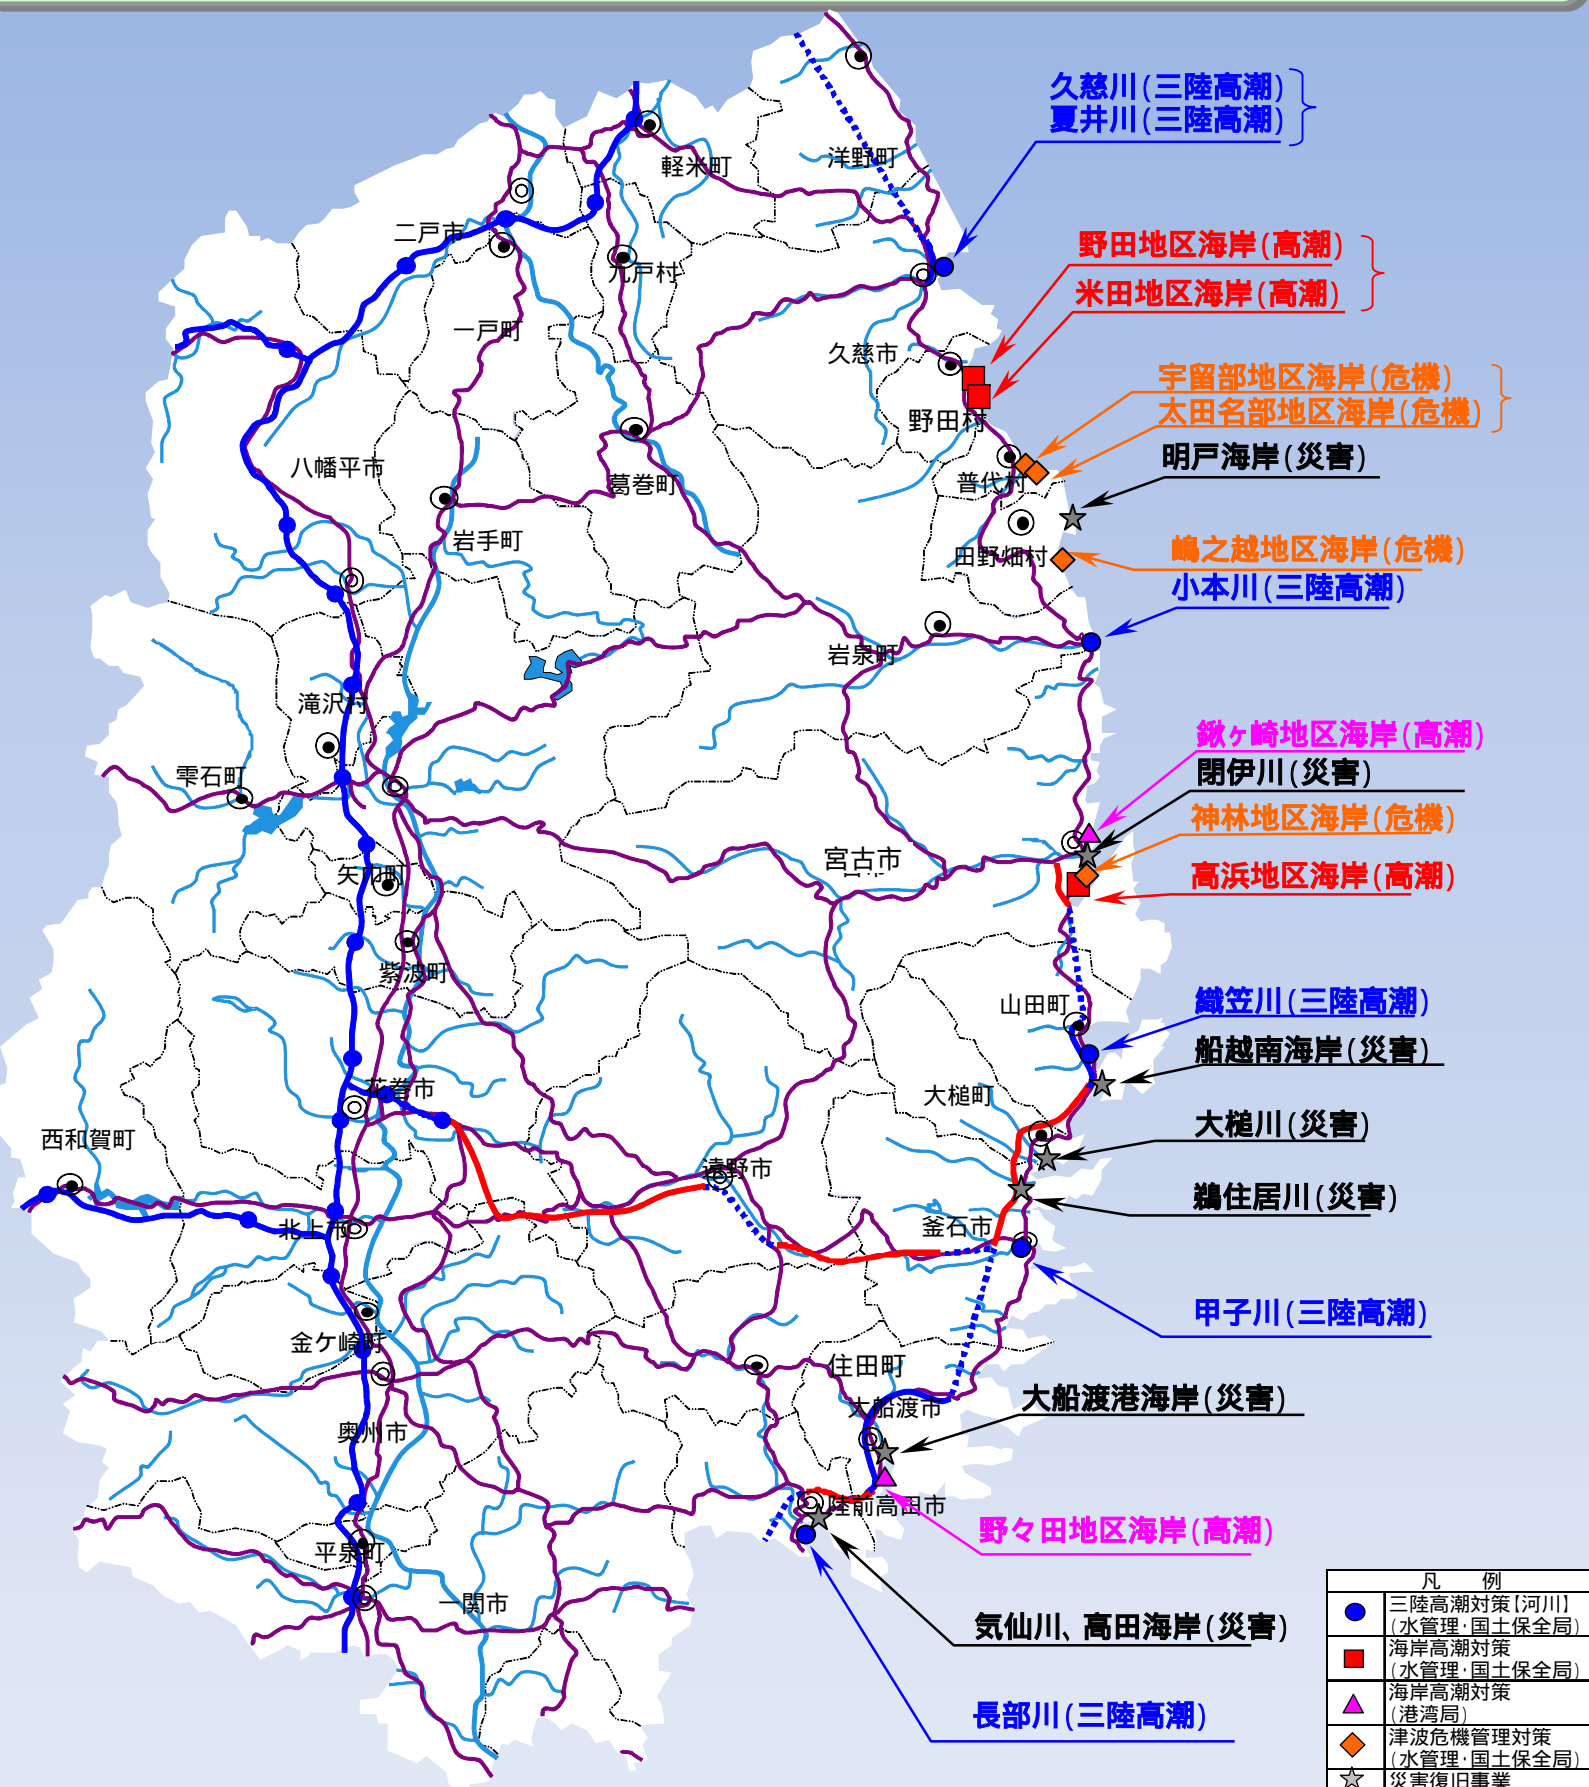 久慈川(三陸高潮)
夏井川(三陸高潮)
軽米町
洋野町
二戸市
九戸村
野田地区海岸(高潮)
米田地区海岸(高潮)
一戸町
久慈市
宇留部地区海岸(危機)
太田名部地区海岸(危機)
野田村
明戸海岸(災害)
八幡平市
葛巻町
普代村
岩手町
田野畑村
嶋之越地区海岸(危機)
小本川(三陸高潮)
岩泉町
滝沢村
鍬ヶ崎地区海岸(高潮)
雫石町
閉伊川(災害)
神林地区海岸(危機)
宮古市
矢巾町
高浜地区海岸(高潮)
紫波町
山田町
織笠川(三陸高潮)
船越南海岸(災害)
花巻市
大槌町
西和賀町
大槌川(災害)
遠野市
鵜住居川(災害)
北上市
釜石市
甲子川(三陸高潮)
金ケ崎町
住田町
大船渡市
大船渡港海岸(災害)
奥州市
陸前高田市
野々田地区海岸(高潮)
平泉町
一関市
気仙川、高田海岸(災害)
長部川(三陸高潮)
凡 例
三陸高潮対策【河川】
(水管理・国土保全局)
海岸高潮対策
(水管理・国土保全局)
海岸高潮対策
(港湾局)
津波危機管理対策
(水管理・国土保全局)
災害復旧事業